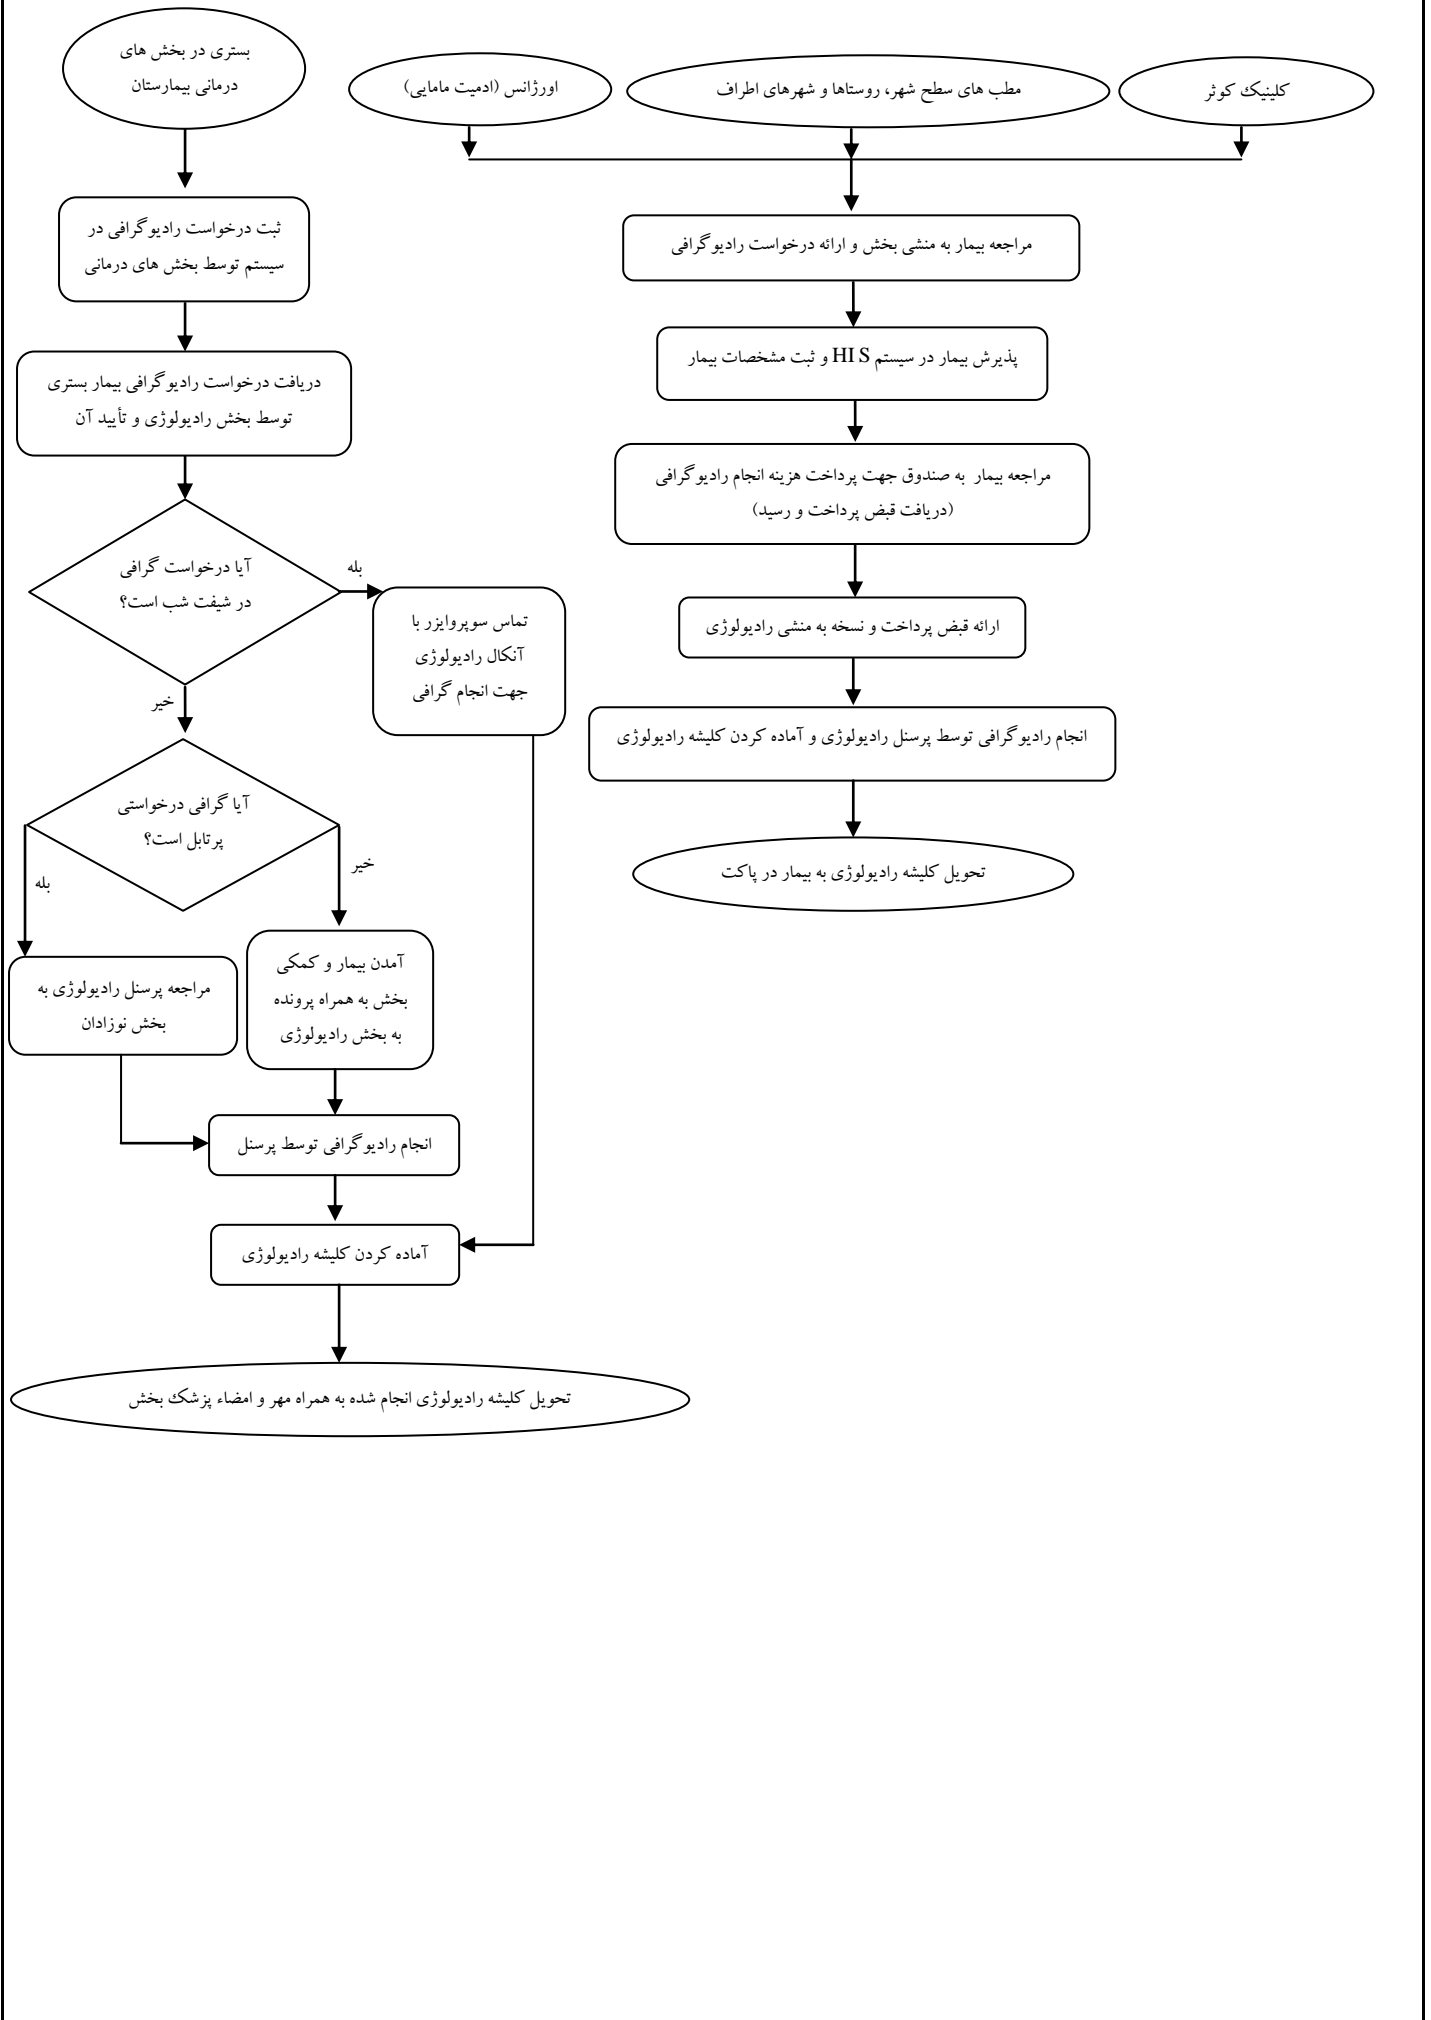 کلینیک کوثر
مطب های سطح شهر، روستاها و شهرهای اطراف
اورژانس (ادمیت مامایی)
مراجعه بیمار به منشی بخش و ارائه درخواست رادیوگرافی
پذیرش بیمار در سیستم HIS و ثبت مشخصات بیمار
مراجعه بیمار به صندوق جهت پرداخت هزینه انجام رادیوگرافی
(دریافت قبض پرداخت و رسید)
ارائه قبض پرداخت و نسخه به منشی رادیولوژی
انجام رادیوگرافی توسط پرسنل رادیولوژی و آماده کردن کلیشه رادیولوژی
تحویل کلیشه رادیولوژی به بیمار در پاکت
بستری در بخش های
درمانی بیمارستان
ثبت درخواست رادیوگرافی در
سیستم توسط بخش های درمانی
دریافت درخواست رادیوگرافی بیمار بستری
توسط بخش رادیولوژی و تأیید آن
آیا درخواست گرافی
در شیفت شب است؟
بله
تماس سوپروایزر با
آنکال رادیولوژی
جهت انجام گرافی
خیر
آیا گرافی درخواستی
پرتابل است؟
خیر
بله
آمدن بیمار و کمکی
بخش به همراه پرونده
به بخش رادیولوژی
مراجعه پرسنل رادیولوژی به
بخش نوزادان
انجام رادیوگرافی توسط پرسنل
آماده کردن کلیشه رادیولوژی
تحویل کلیشه رادیولوژی انجام شده به همراه مهر و امضاء پزشک بخش